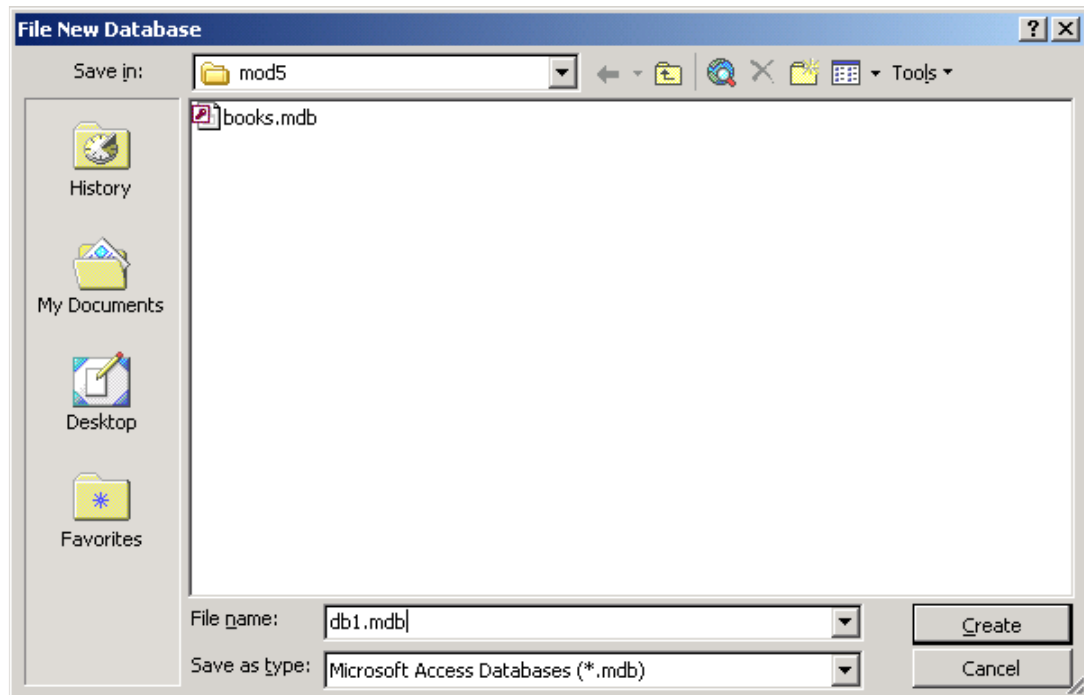 File New Database
Save in:
mod5
Tools
books.mdb
History
My Documents
Desktop
Favorites
File name:
db1.mdb
Create
Save as type:
Microsoft Access Databases (*.mdb)
Cancel